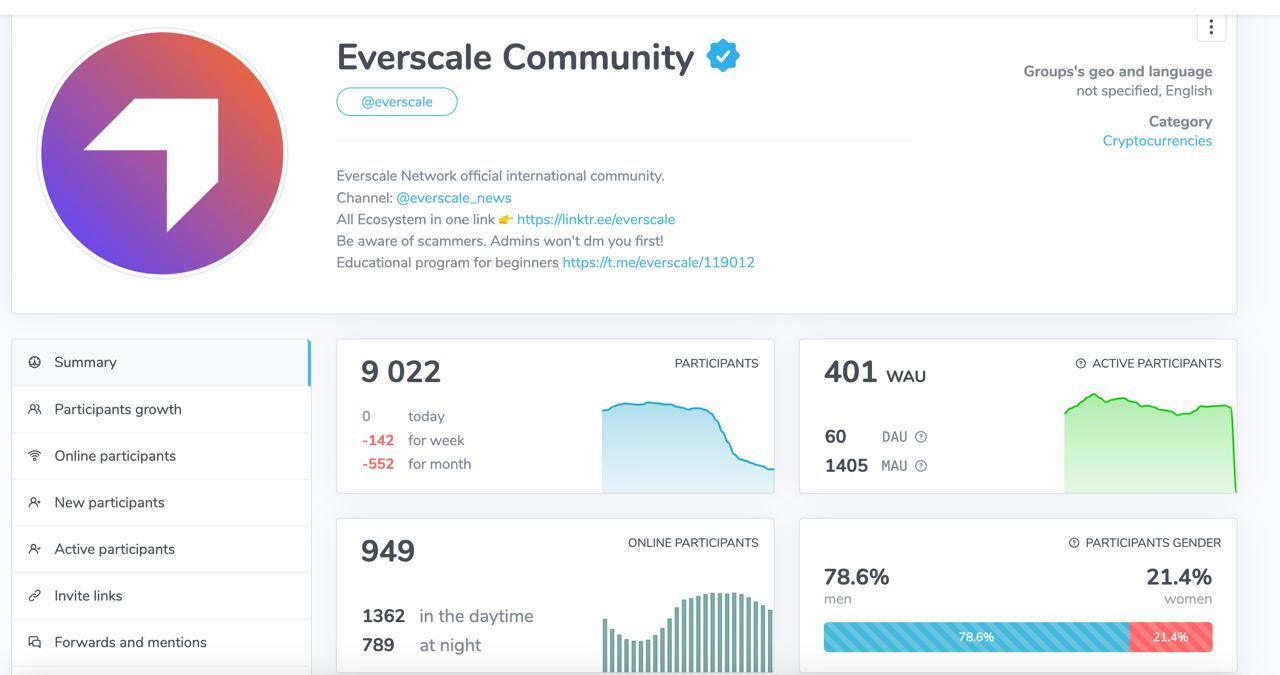 Everscale Community
@everscale
Groups's geo and language
not specified, English
Category
Cryptocurrencies
Everscale Network official international community.
Channel: @everscale_news
All Ecosystem in one link 👉 https://linktr.ee/everscale
Be aware of scammers. Admins won't dm you first!
Educational program for beginners https://t.me/everscale/119012
Summary
Participants growth
Online participants
New participants
Active participants
Invite links
Forwards and mentions
9 022 PARTICIPANTS
0 today
-142 for week
-552 for month
401 WAU ACTIVE PARTICIPANTS
60 DAU
1405 MAU
949 ONLINE PARTICIPANTS
1362 in the daytime
789 at night
PARTICIPANTS GENDER
78.6% 21.4%
men women
78.6% 21.4%